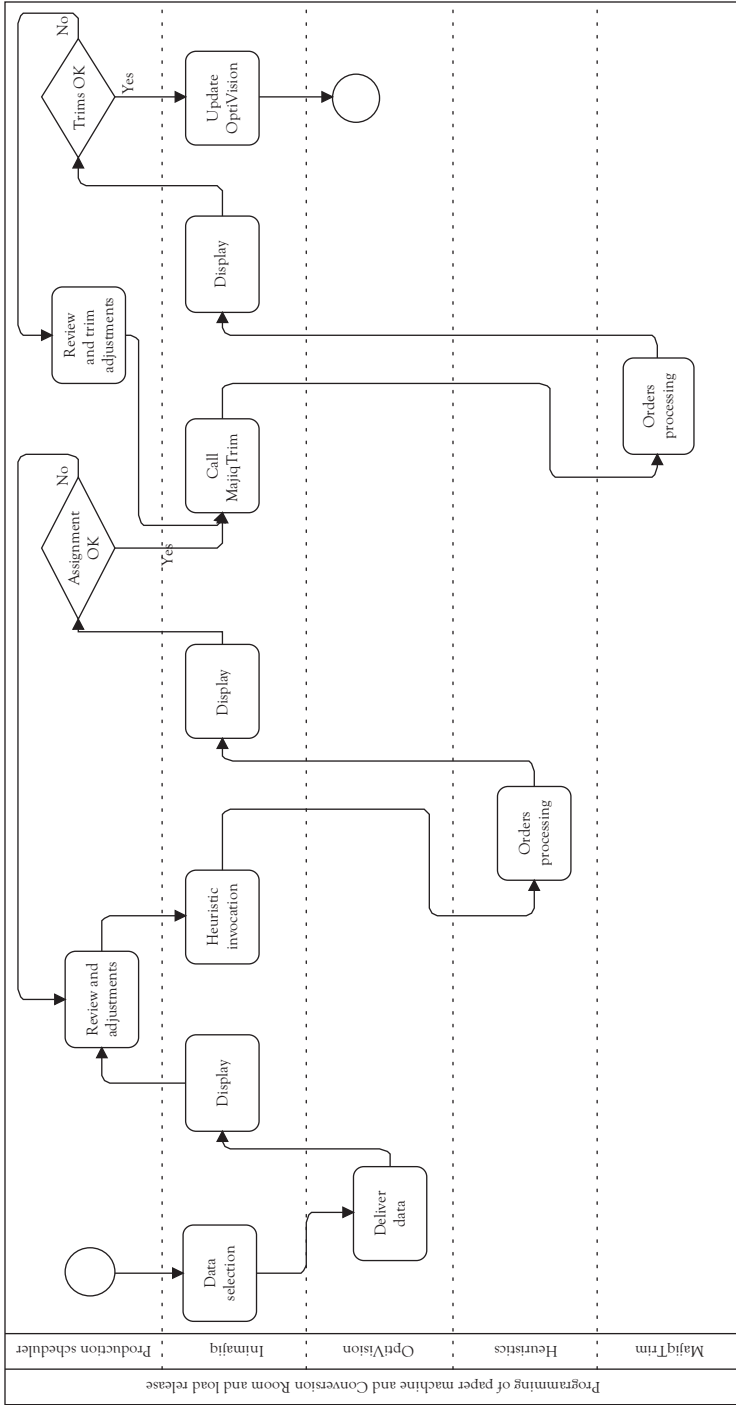 Programming of paper machine and Conversion Room and load release
Production scheduler
Inimajiq
OptiVision
Heuristics
MajiqTrim
Data
selection
Deliver
data
Display
Review and
adjustments
Heuristic
invocation
Orders
processing
Display
Assignment
OK
No
Yes
Call
MajiqTrim
Review
and trim
adjustments
Orders
processing
Display
Trims OK
No
Yes
Update
OptiVision